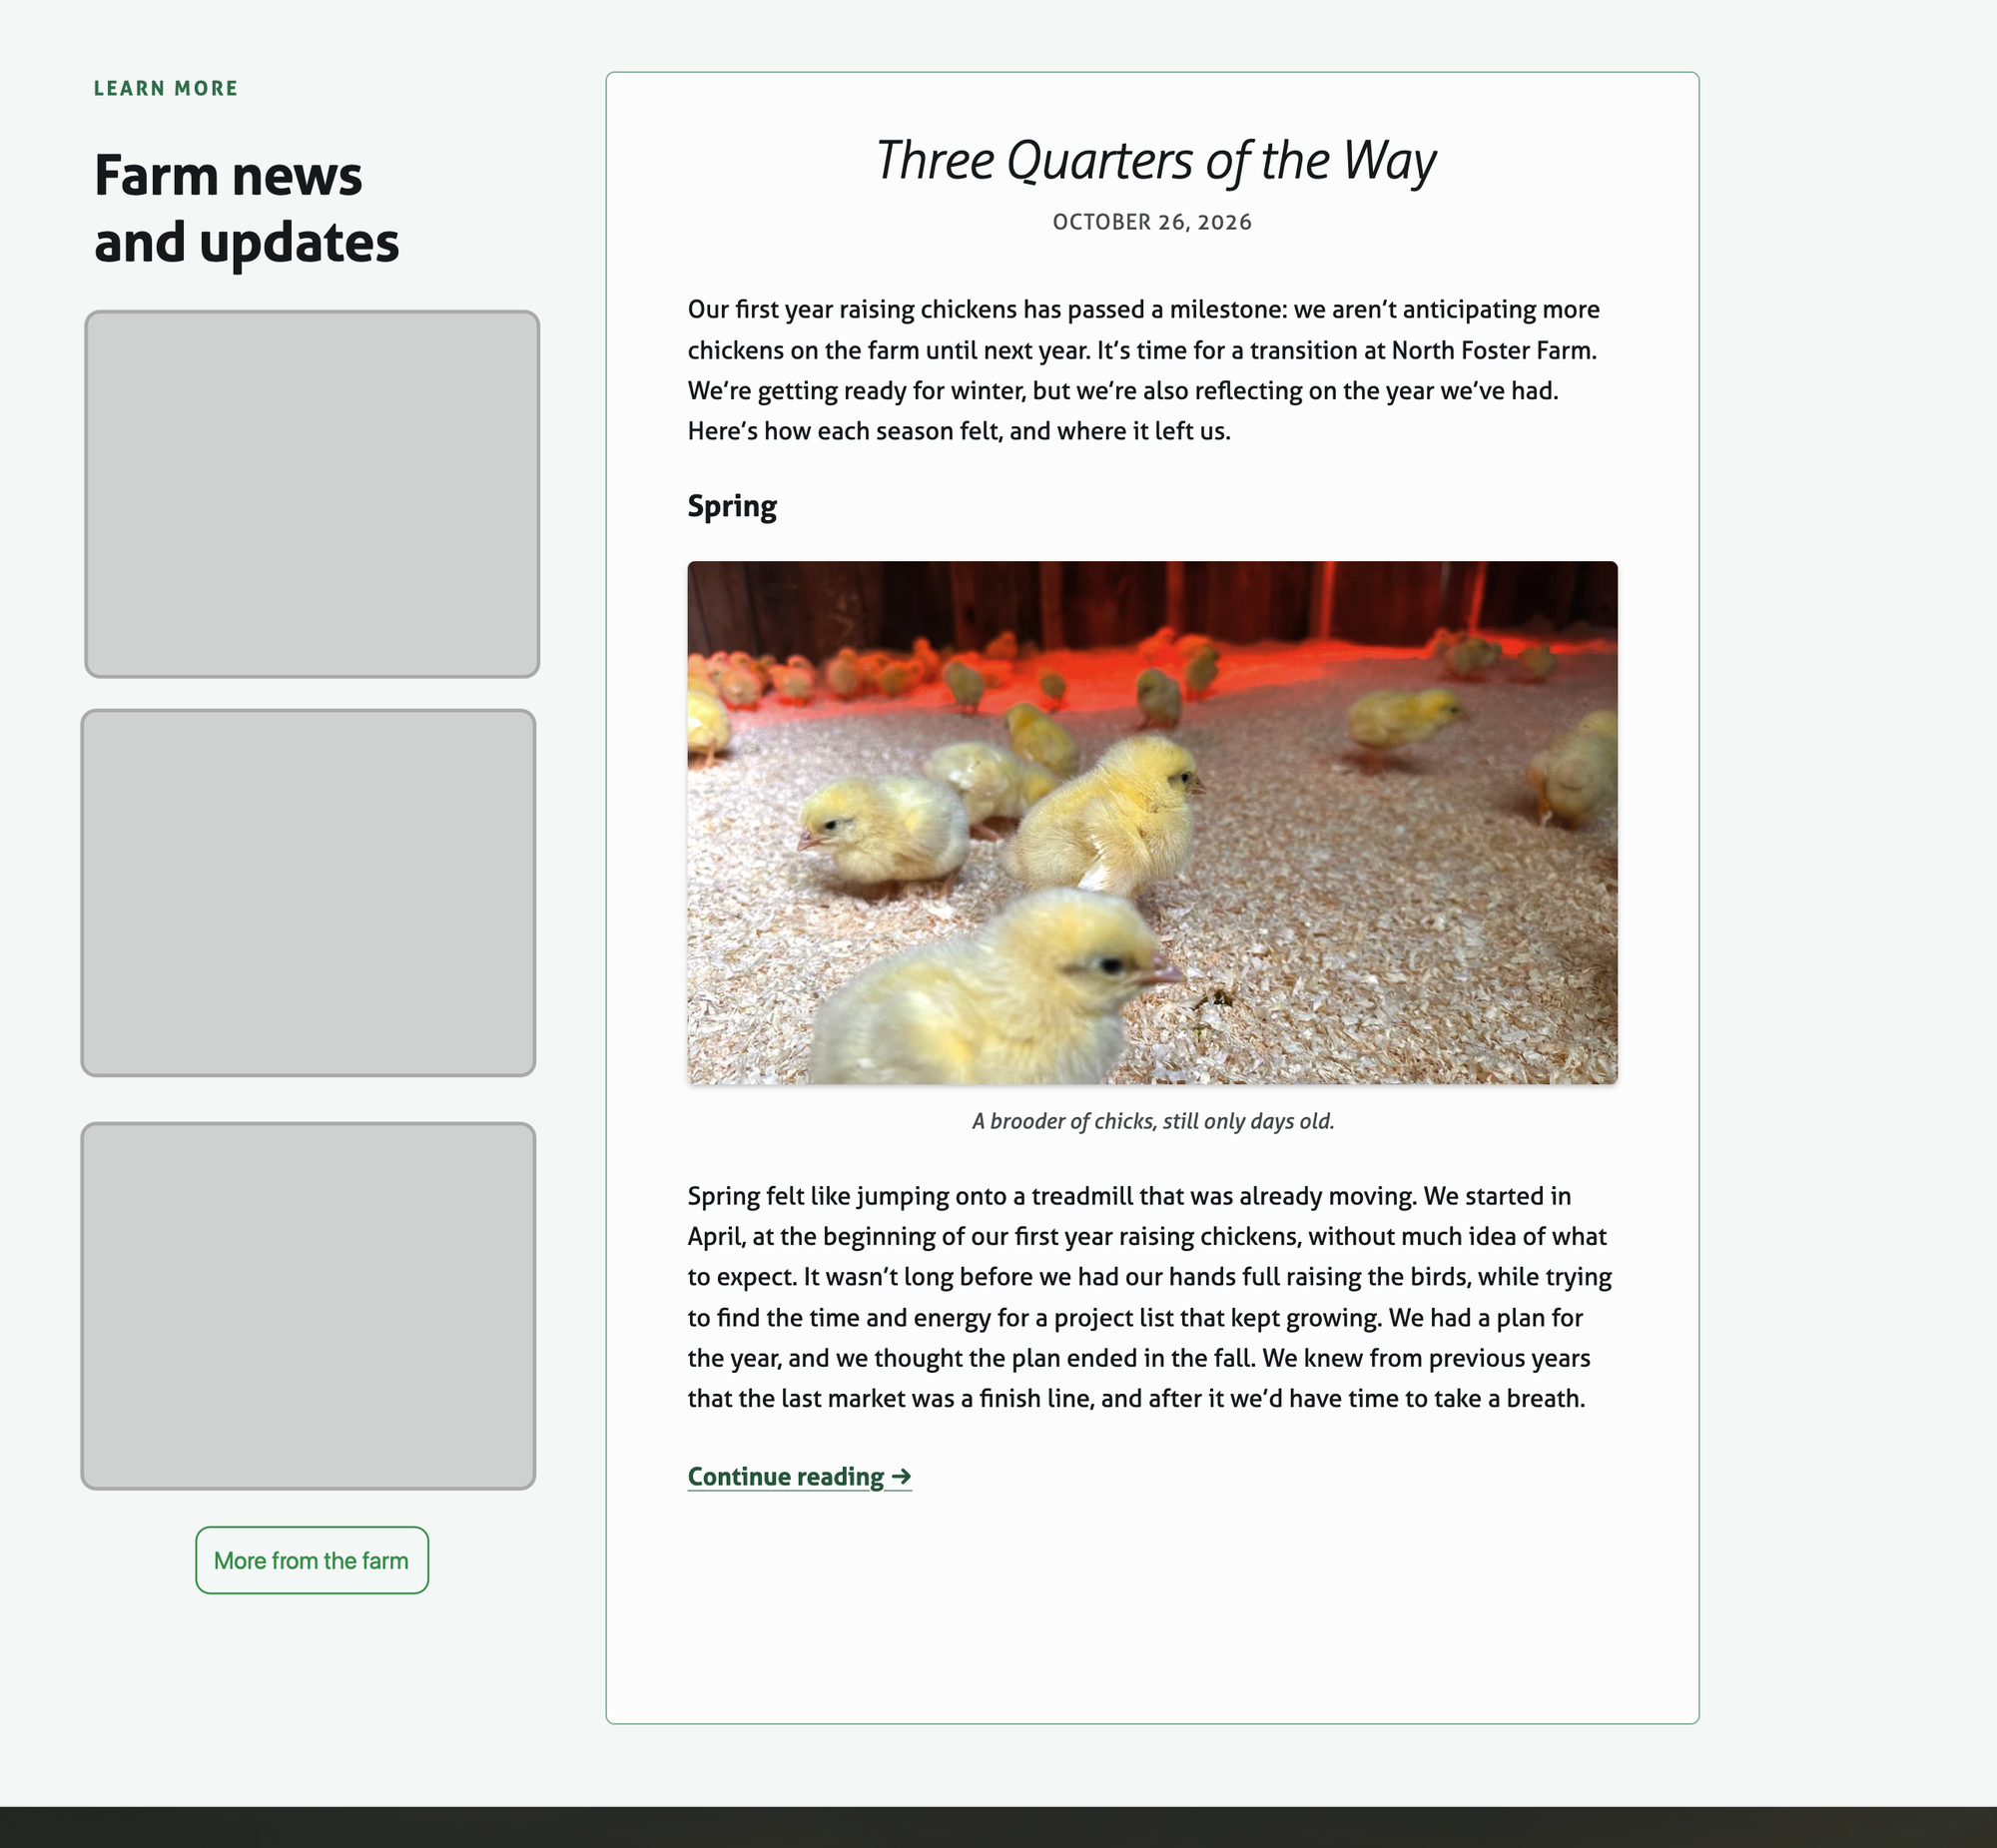 LEARN MORE
Farm news
and updates
More from the farm
Three Quarters of the Way
OCTOBER 26, 2026
Our first year raising chickens has passed a milestone: we aren’t anticipating more
chickens on the farm until next year. It’s time for a transition at North Foster Farm.
We’re getting ready for winter, but we’re also reflecting on the year we’ve had.
Here’s how each season felt, and where it left us.
Spring
A brooder of chicks, still only days old.
Spring felt like jumping onto a treadmill that was already moving. We started in
April, at the beginning of our first year raising chickens, without much idea of what
to expect. It wasn’t long before we had our hands full raising the birds, while trying
to find the time and energy for a project list that kept growing. We had a plan for
the year, and we thought the plan ended in the fall. We knew from previous years
that the last market was a finish line, and after it we’d have time to take a breath.
Continue reading →